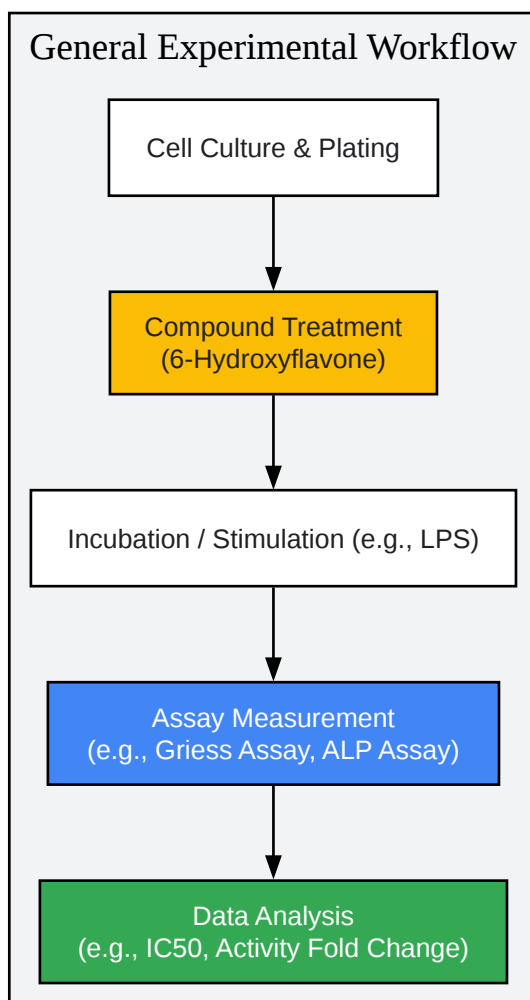 General Experimental Workflow
Cell Culture & Plating
Compound Treatment
(6-Hydroxyflavone)
Incubation / Stimulation (e.g., LPS)
Assay Measurement
(e.g., Griess Assay, ALP Assay)
Data Analysis
(e.g., IC50, Activity Fold Change)